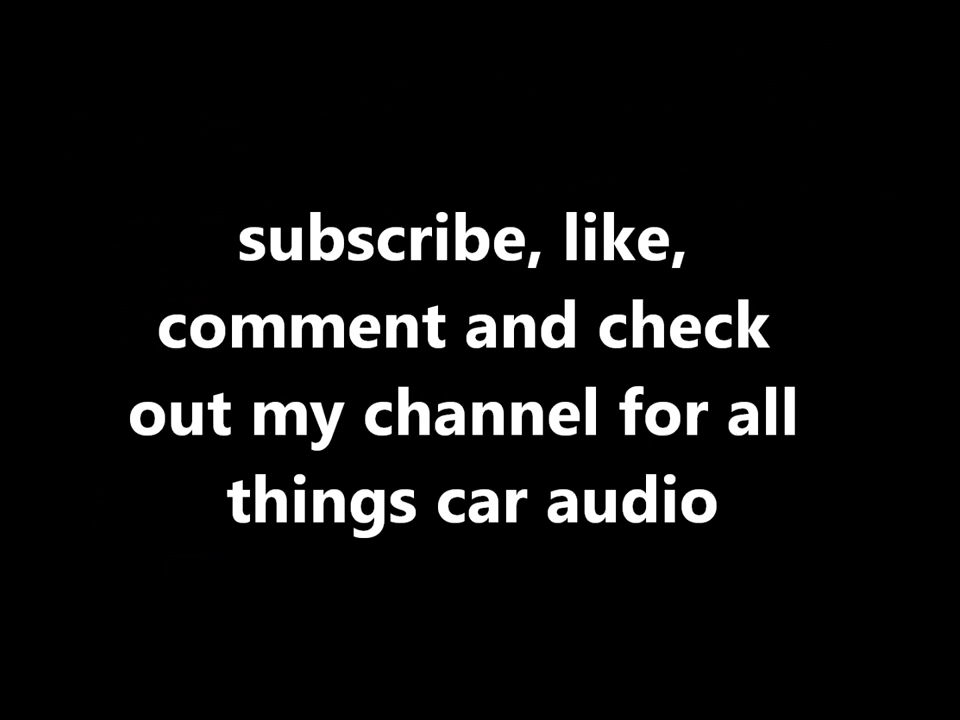 subscribe, like,
comment and check
out my channel for all
things car audio